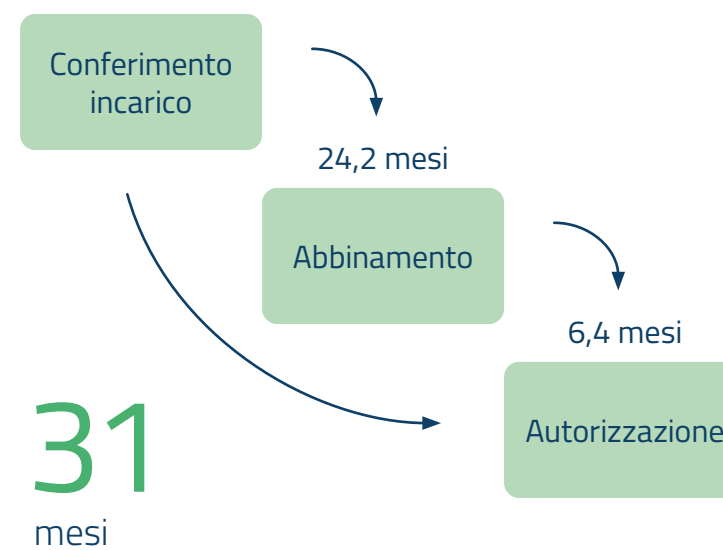 Conferimento
incarico
24,2 mesi
Abbinamento
6,4 mesi
Autorizzazione
31
mesi